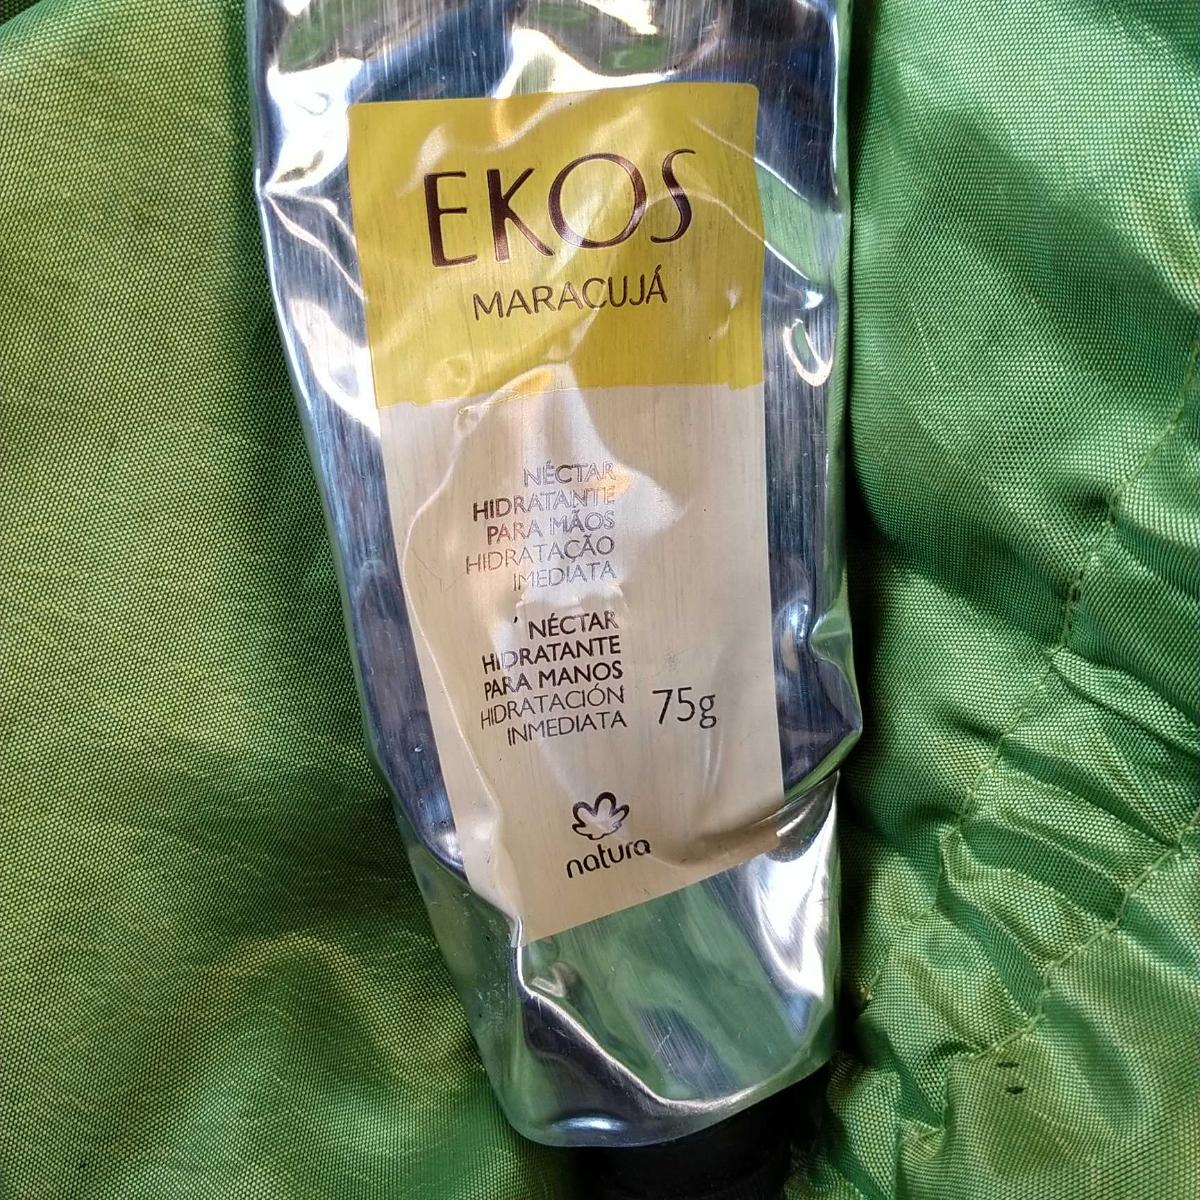 EKOS
MARACUJÁ
NÉCTAR
HIDRATANTE
PARA MÃOS
HIDRATAÇÃO
IMEDIATA
NÉCTAR
HIDRATANTE
PARA MANOS
HIDRATACIÓN
INMEDIATA
75g
natura